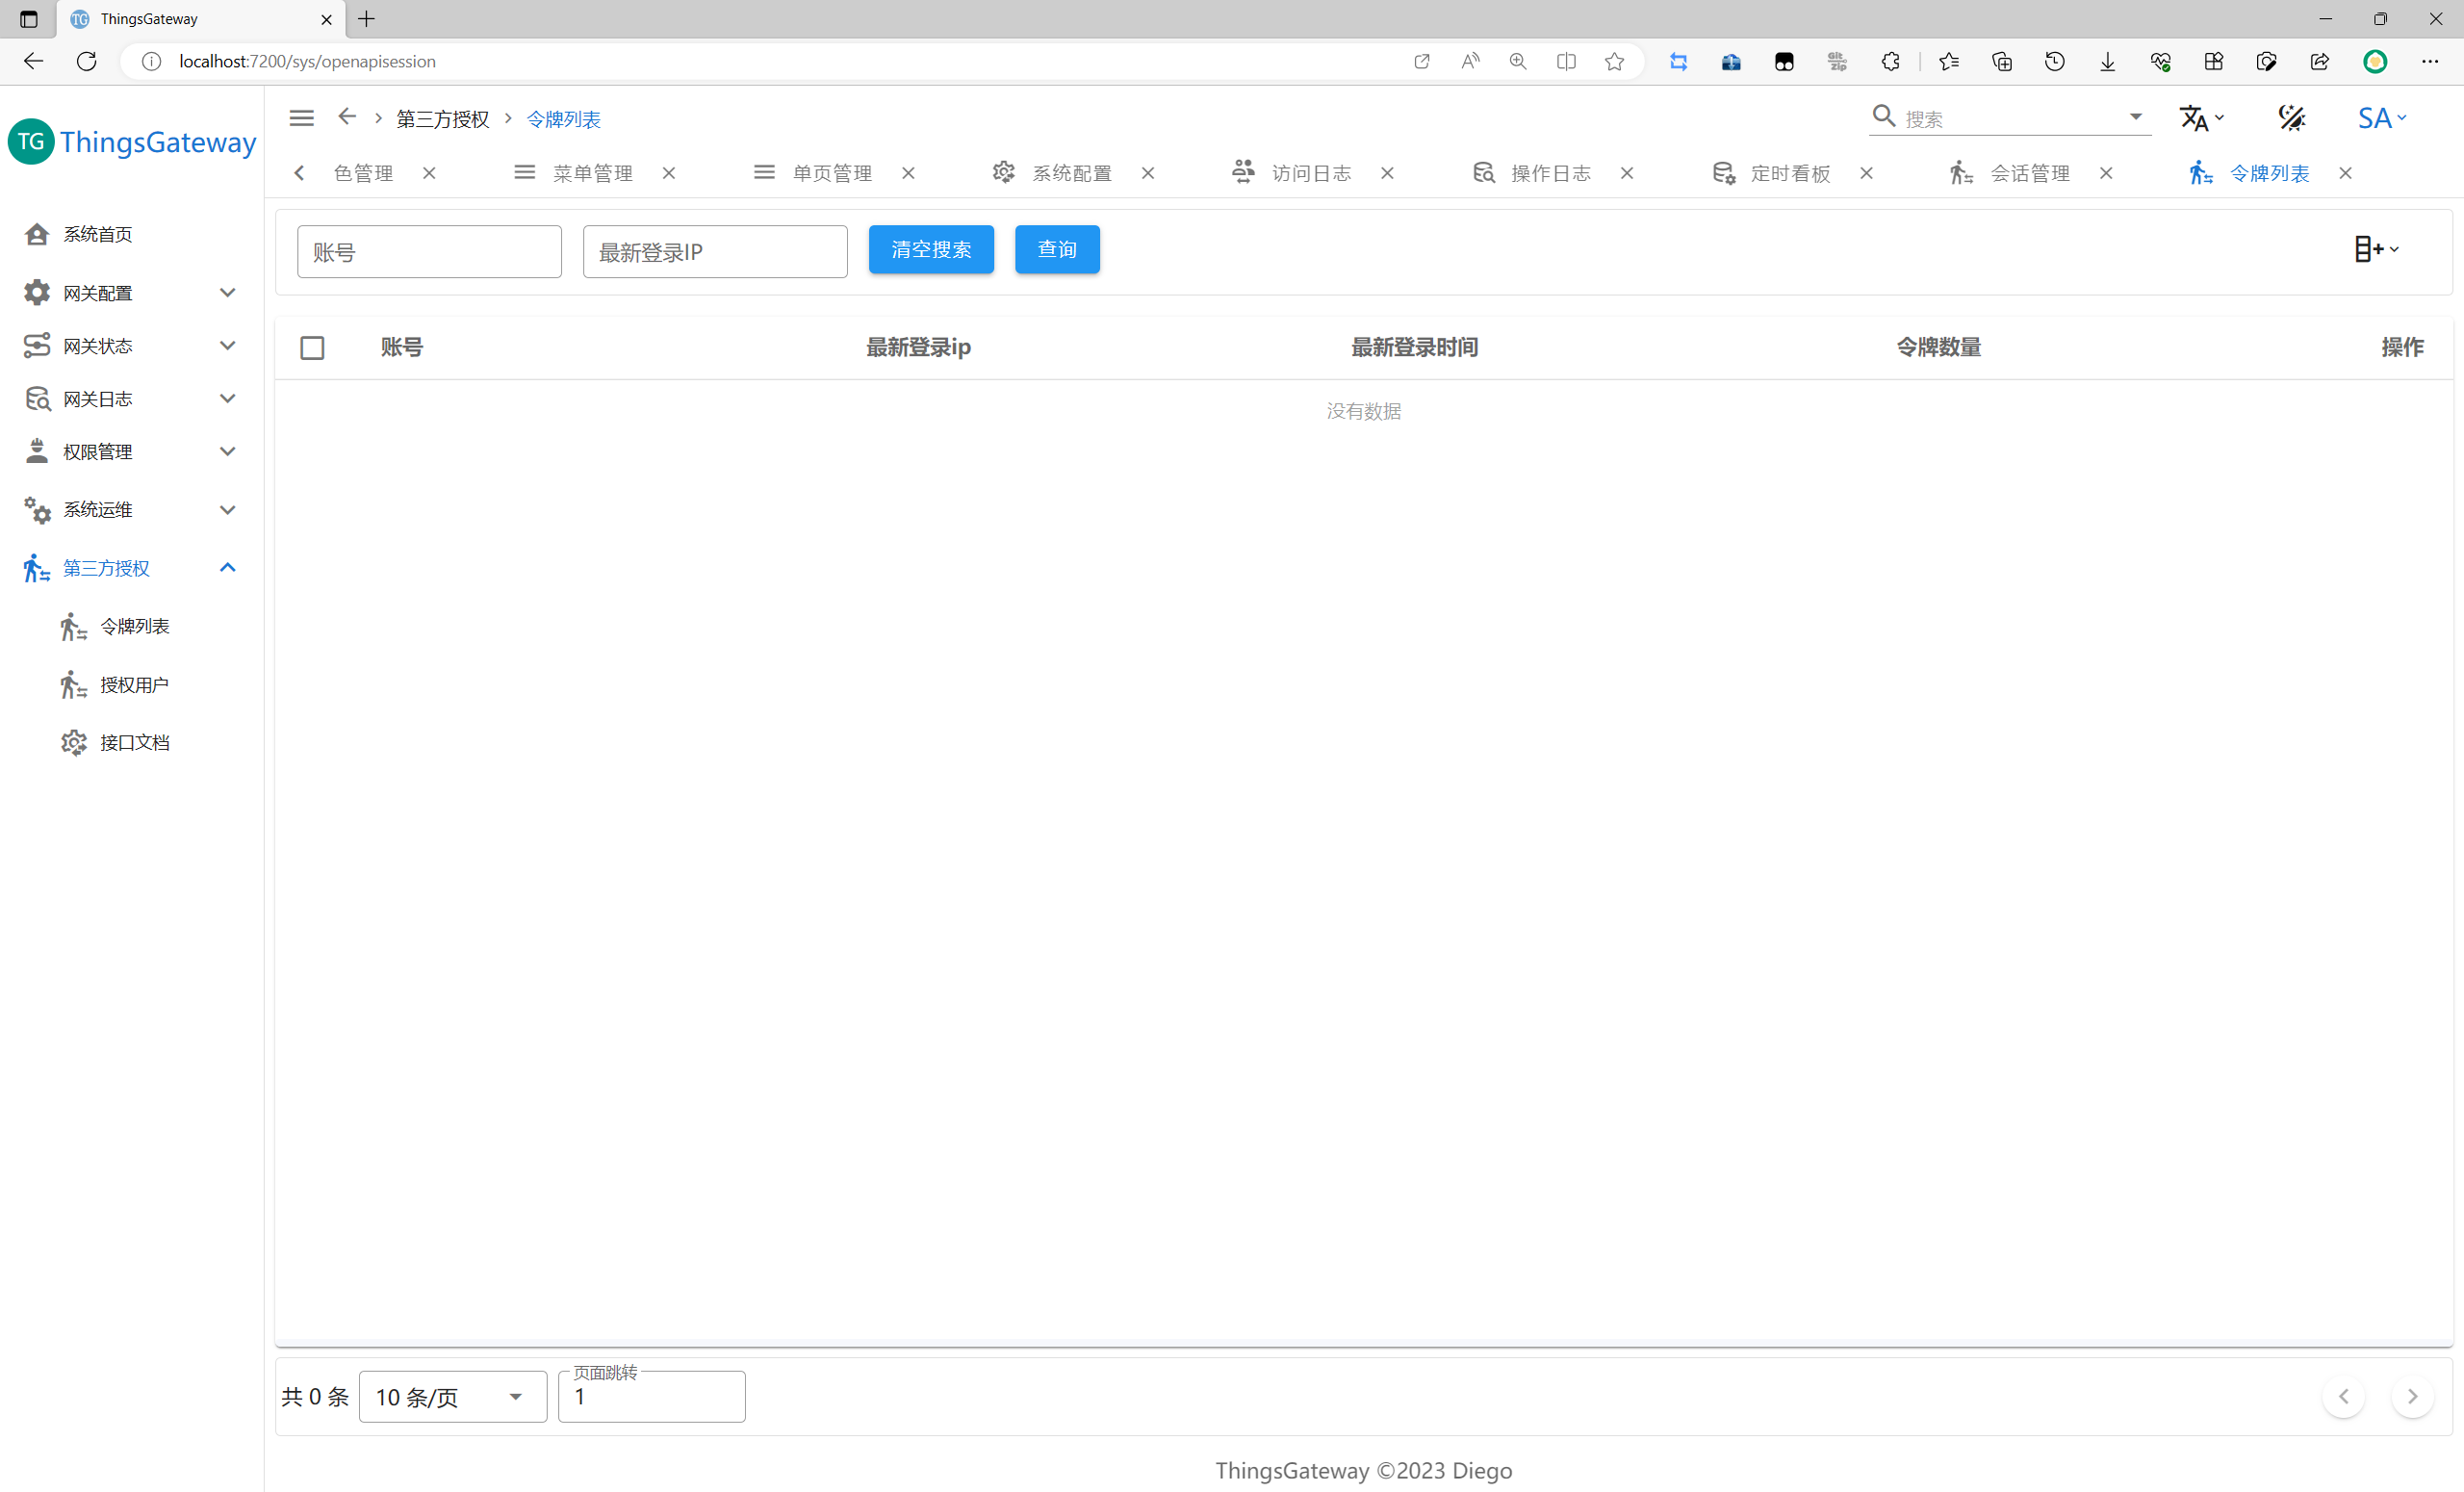 ThingsGateway
localhost:7200/sys/openapisession
Git
zip
TG ThingsGateway
第三方授权 令牌列表
搜索
SA
色管理 菜单管理 单页管理 系统配置 访问日志 操作日志 定时看板 会话管理 令牌列表
系统首页
网关配置
网关状态
网关日志
权限管理
系统运维
第三方授权
令牌列表
授权用户
接口文档
账号 最新登录IP 清空搜索 查询
账号 最新登录ip 最新登录时间 令牌数量 操作
没有数据
页面跳转
共 0 条 10 条/页 1
ThingsGateway ©2023 Diego